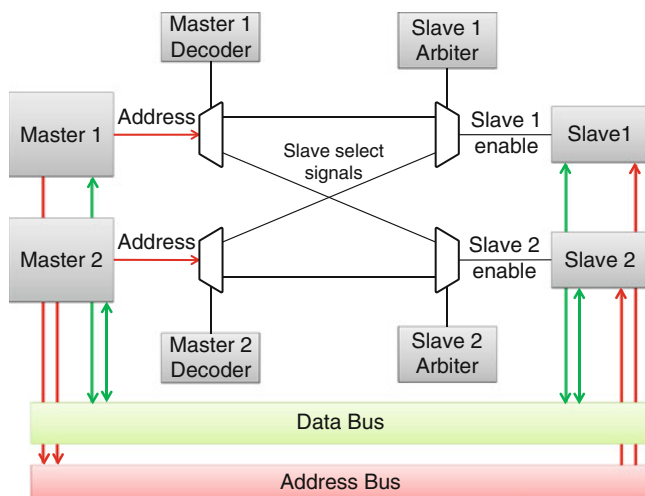 Master 1
Decoder
Slave 1
Arbiter
Master 1
Address
Slave select
signals
Slave 1
enable
Slave1
Master 2
Address
Slave 2
enable
Slave 2
Master 2
Decoder
Slave 2
Arbiter
Data Bus
Address Bus